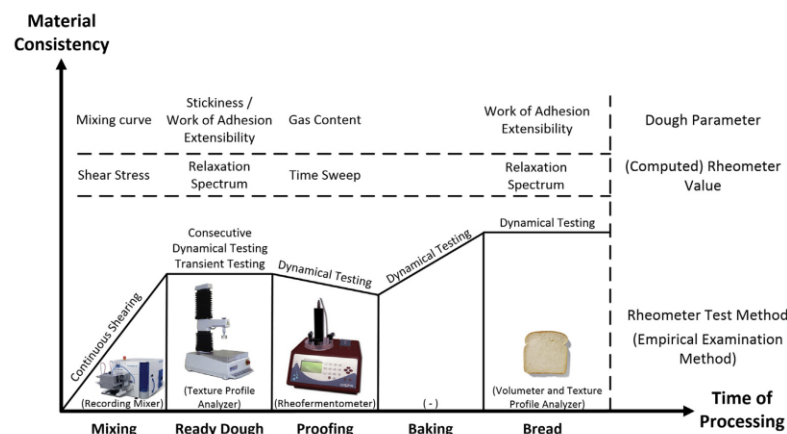 Material
Consistency
Mixing curve
Stickiness /
Work of Adhesion
Extensibility
Gas Content
Work of Adhesion
Extensibility
Dough Parameter
Shear Stress
Relaxation
Spectrum
Time Sweep
Relaxation
Spectrum
(Computed) Rheometer
Value
Continuous Shearing
Consecutive
Dynamical Testing
Transient Testing
Dynamical Testing
Dynamical Testing
Dynamical Testing
Rheometer Test Method
(Empirical Examination
Method)
(Recording Mixer)
(Texture Profile
Analyzer)
(Rheofermentometer)
(-)
(Volumeter and Texture
Profile Analyzer)
Mixing
Ready Dough
Proofing
Baking
Bread
Time of
Processing